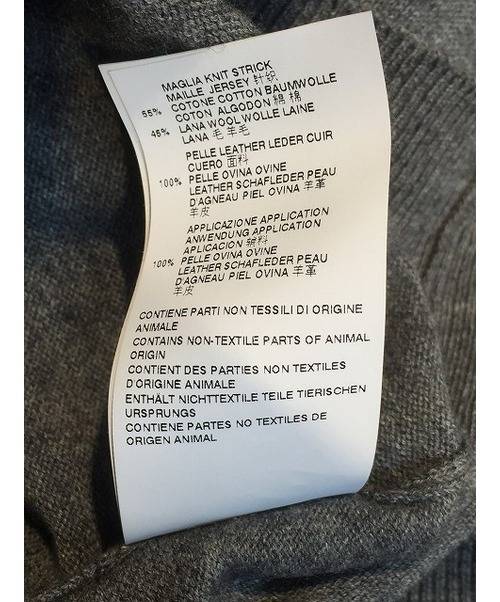 MAGLIA KNIT STRICK
MAILLE JERSEY 针织
55% COTONE COTTON BAUMWOLLE
COTON ALGODON 綿 棉
45% LANA WOOL WOLLE LAINE
LANA 毛 羊毛
PELLE LEATHER LEDER CUIR
CUERO 面料
100% PELLE OVINA OVINE
LEATHER SCHAFLEDER PEAU
D'AGNEAU PIEL OVINA 羊革
羊皮
APPLICAZIONE APPLICATION
ANWENDUNG APPLICATION
APLICACION 辅料
100% PELLE OVINA OVINE
LEATHER SCHAFLEDER PEAU
D'AGNEAU PIEL OVINA 羊革
羊皮
CONTIENE PARTI NON TESSILI DI ORIGINE
ANIMALE
CONTAINS NON-TEXTILE PARTS OF ANIMAL
ORIGIN
CONTIENT DES PARTIES NON TEXTILES
D'ORIGINE ANIMALE
ENTHÄLT NICHTTEXTILE TEILE TIERISCHEN
URSPRUNGS
CONTIENE PARTES NO TEXTILES DE
ORIGEN ANIMAL